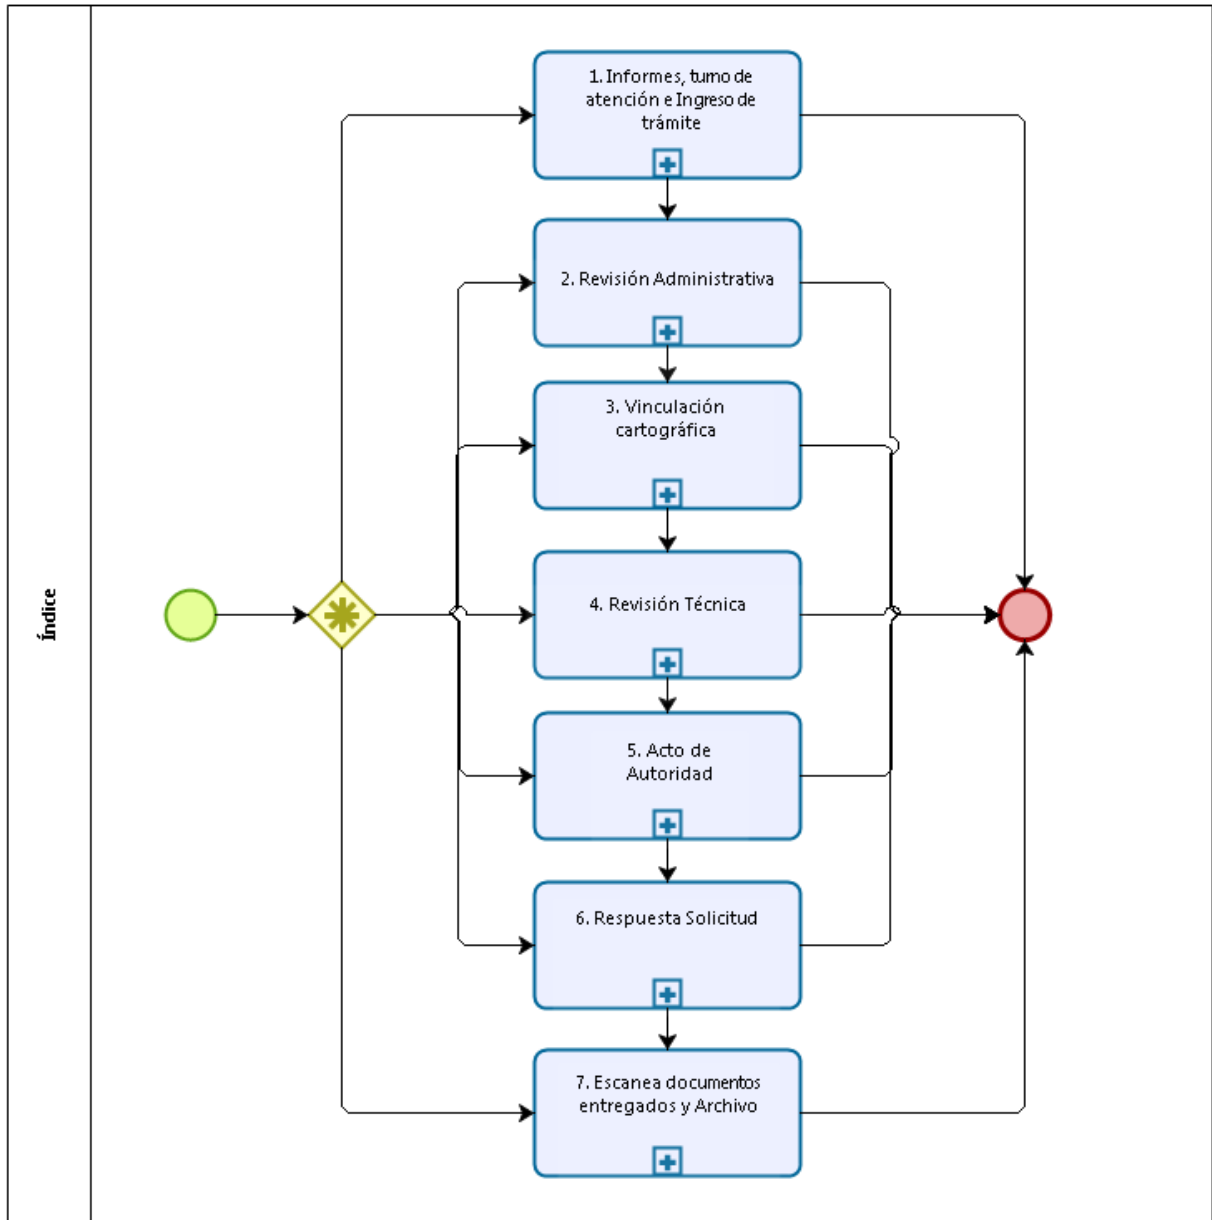 Índice
1. Informes, turno de
atención e Ingreso de
trámite
2. Revisión Administrativa
3. Vinculación
cartográfica
4. Revisión Técnica
5. Acto de
Autoridad
6. Respuesta Solicitud
7. Escanea documentos
entregados y Archivo